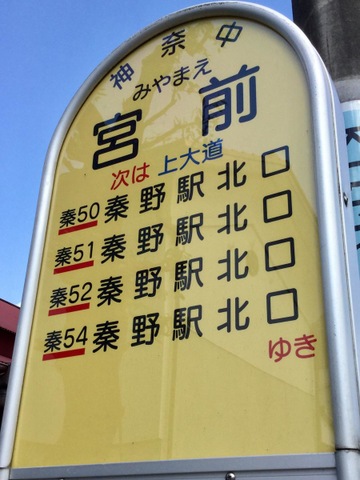 神奈中
みやまえ
宮前
次は 上大道
秦50 秦野駅北口
秦51 秦野駅北口
秦52 秦野駅北口
秦54 秦野駅北口
ゆき